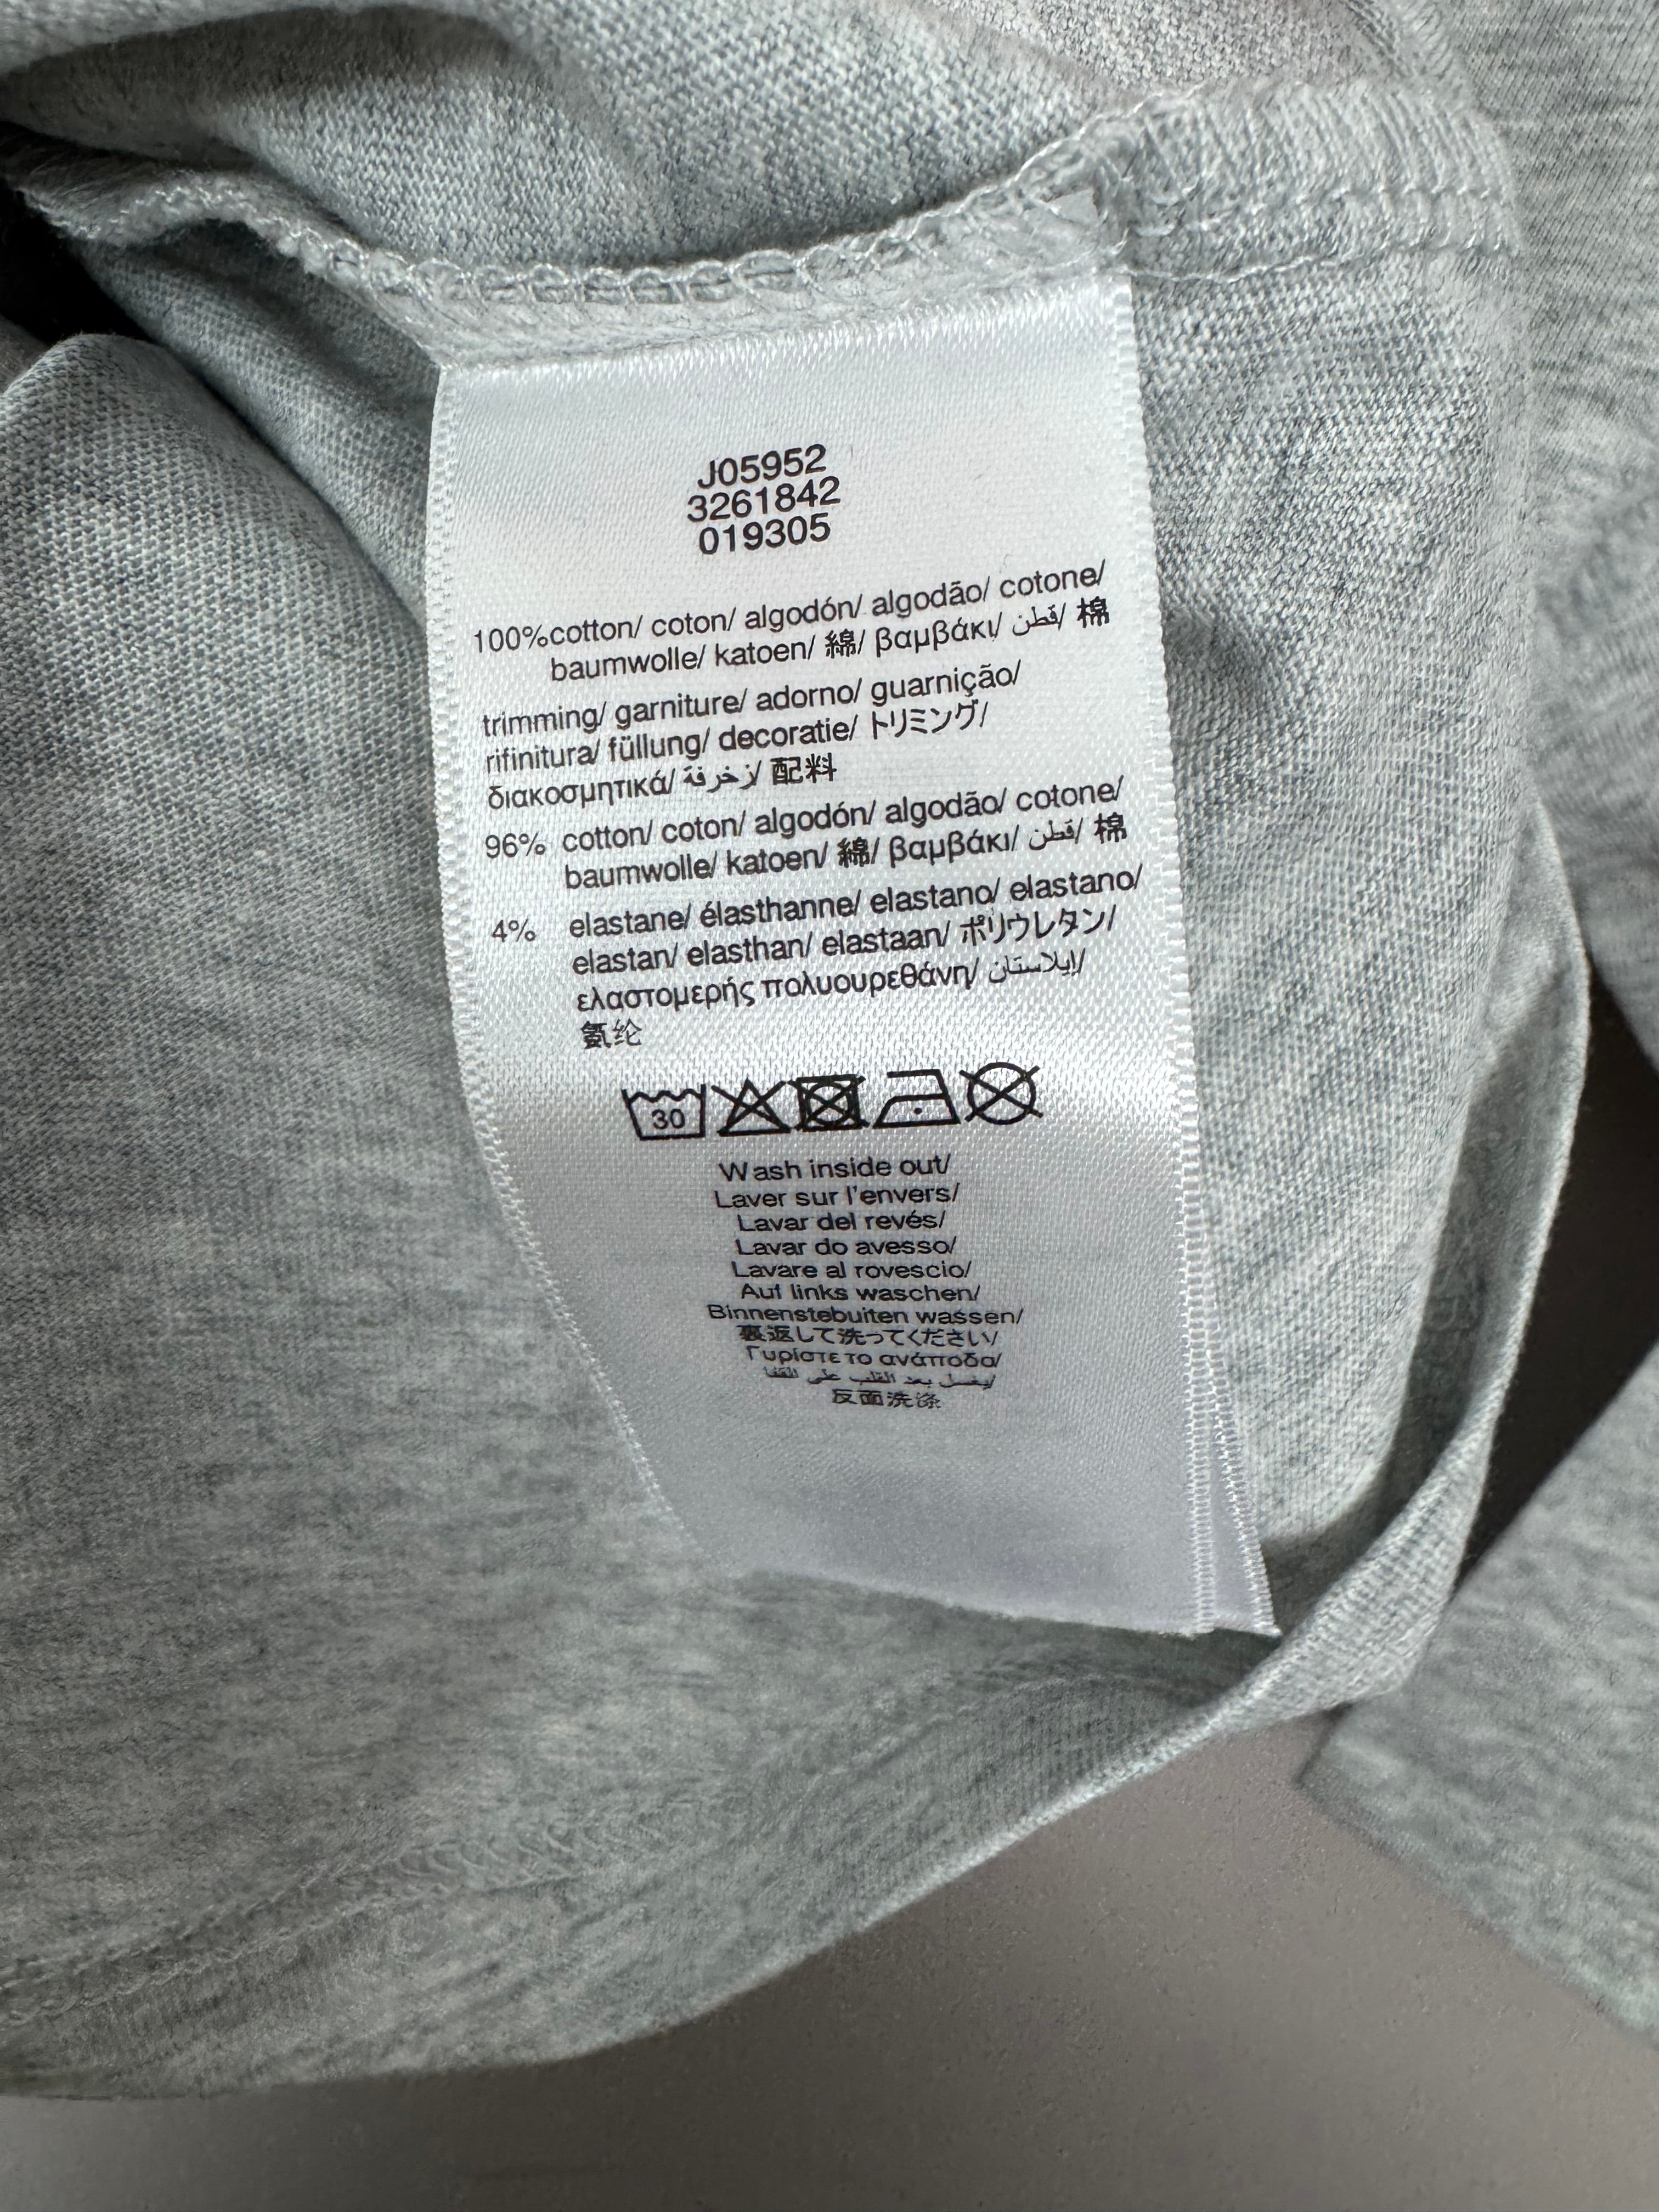 J05952
3261842
019305
100%cotton/ coton/ algodón/ algodão/ cotone/
baumwolle/ katoen/ 綿/ βαμβάκι/ قطن/ 棉
trimming/ garniture/ adorno/ guarnição/
rifinitura/ füllung/ decoratie/ トリミング/
διακοσμητικά/ زخرفة/ 配料
96% cotton/ coton/ algodón/ algodão/ cotone/
baumwolle/ katoen/ 綿/ βαμβάκι/ قطن/ 棉
4% elastane/ élasthanne/ elastano/ elastano/
elastan/ elasthan/ elastaan/ ポリウレタン/
ελαστομερής πολυουρεθάνη/ إيلاستان/
氨纶
30
Wash inside out/
Laver sur l'envers/
Lavar del revés/
Lavar do avesso/
Lavare al rovescio/
Auf links waschen/
Binnenstebuiten wassen/
裏返して洗ってください/
Γυρίστε το ανάποδα/
يغسل بعد القلب على القفا/
反面洗涤